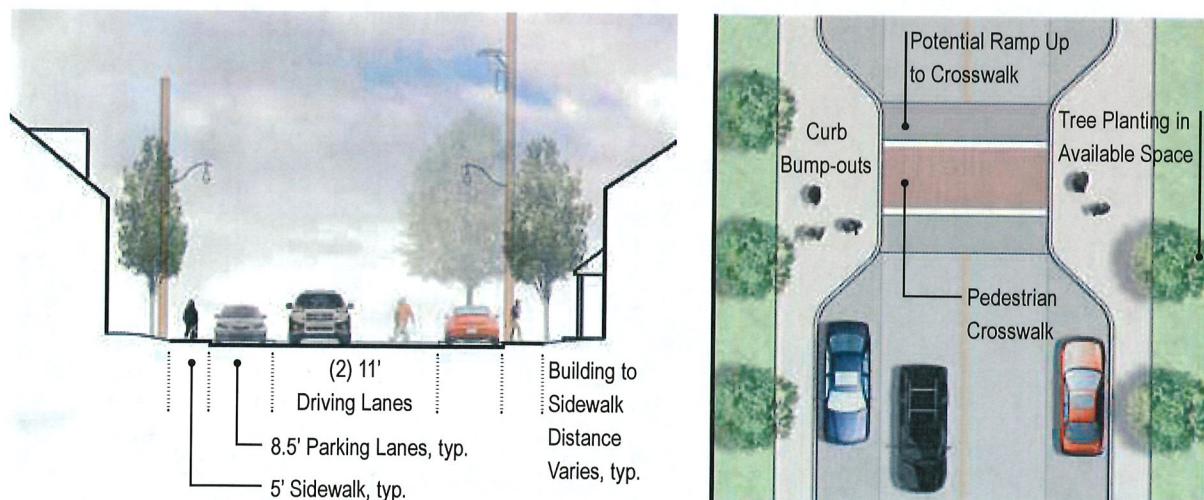 (2) 11'
Driving Lanes
8.5' Parking Lanes, typ.
5' Sidewalk, typ.
Building to
Sidewalk
Distance
Varies, typ.
Potential Ramp Up
to Crosswalk
Curb
Bump-outs
Tree Planting in
Available Space
Pedestrian
Crosswalk